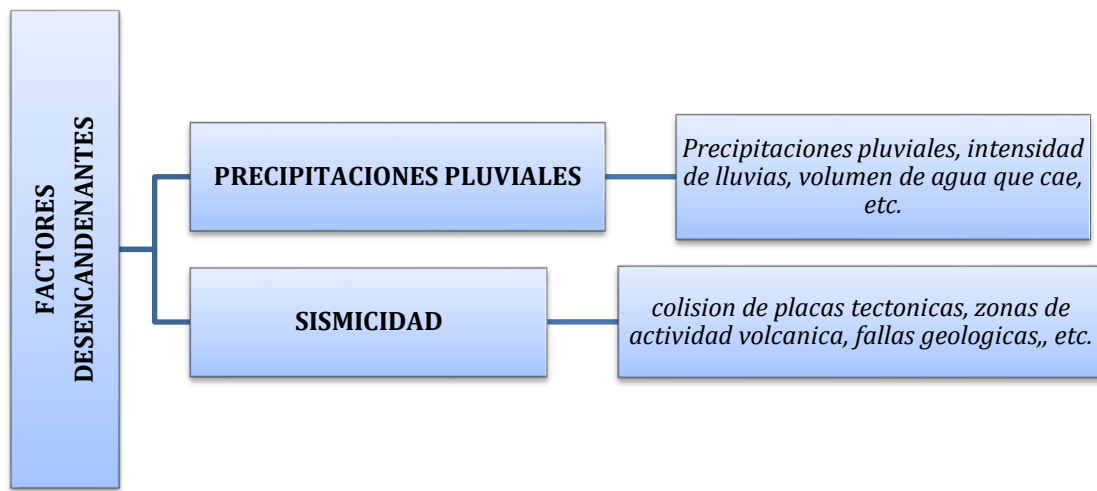 FACTORES
DESENCANDENANTES
PRECIPITACIONES PLUVIALES
Precipitaciones pluviales, intensidad
de lluvias, volumen de agua que cae,
etc.
SISMICIDAD
colision de placas tectonicas, zonas de
actividad volcanica, fallas geologicas,, etc.